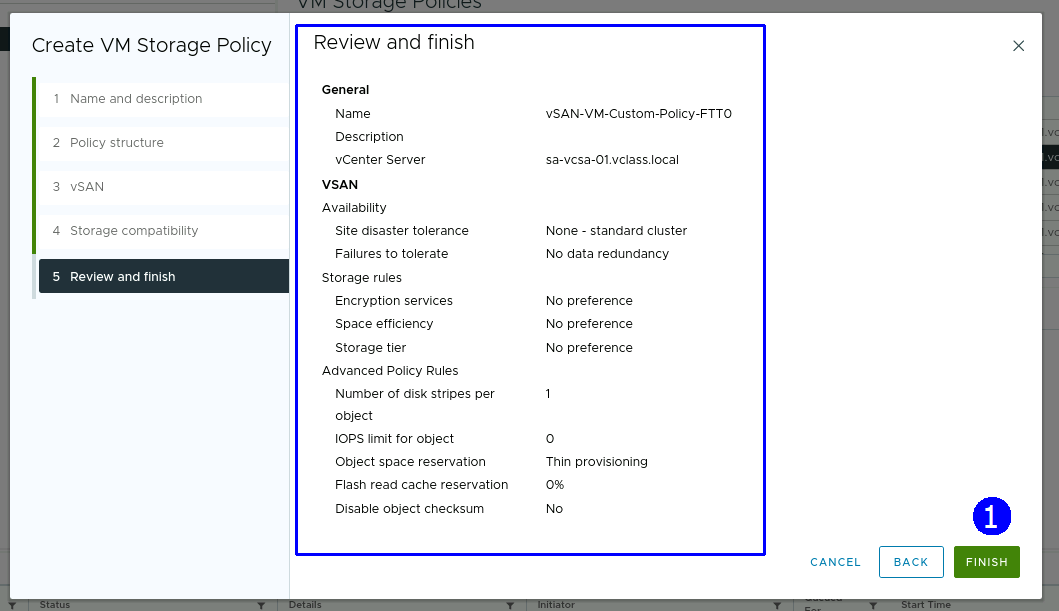 VM Storage Policies
Create VM Storage Policy
1 Name and description
2 Policy structure
3 vSAN
4 Storage compatibility
5 Review and finish
Review and finish
General
Name vSAN-VM-Custom-Policy-FTT0
Description
vCenter Server sa-vcsa-01.vclass.local
VSAN
Availability
Site disaster tolerance None - standard cluster
Failures to tolerate No data redundancy
Storage rules
Encryption services No preference
Space efficiency No preference
Storage tier No preference
Advanced Policy Rules
Number of disk stripes per
object
1
IOPS limit for object 0
Object space reservation Thin provisioning
Flash read cache reservation 0%
Disable object checksum No
1
CANCEL BACK FINISH
Status Details Initiator Queued
For
Start Time